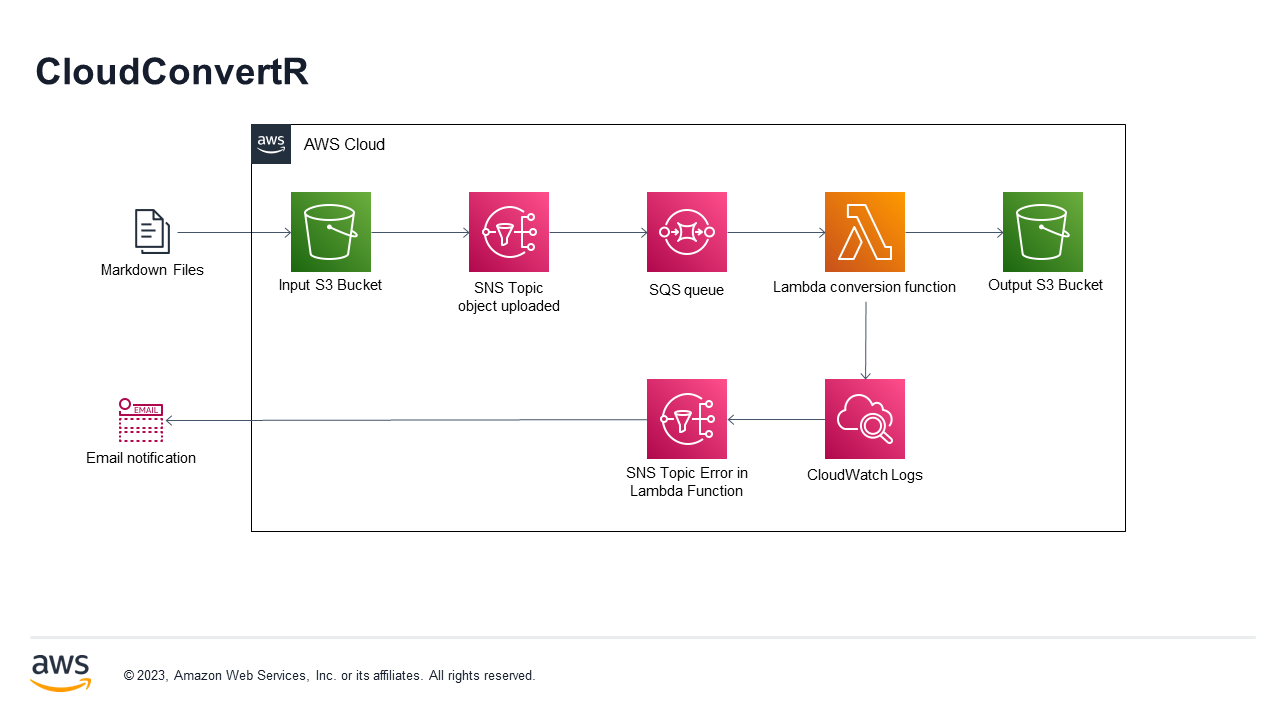 CloudConvertR
aws
AWS Cloud
Markdown Files
Input S3 Bucket
SNS Topic
object uploaded
SQS queue
Lambda conversion function
Output S3 Bucket
EMAIL
Email notification
SNS Topic Error in
Lambda Function
CloudWatch Logs
aws
© 2023, Amazon Web Services, Inc. or its affiliates. All rights reserved.